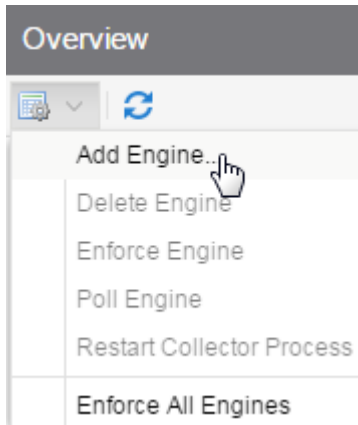 Overview
Add Engine...
Delete Engine
Enforce Engine
Poll Engine
Restart Collector Process
Enforce All Engines